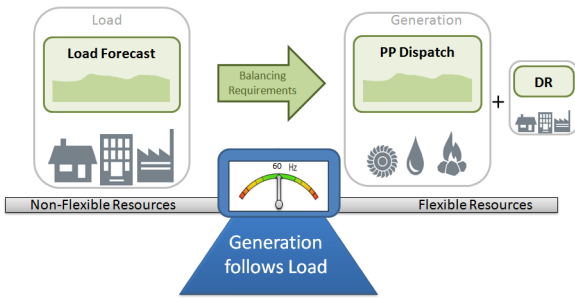 Load
Load Forecast
Balancing
Requirements
Generation
PP Dispatch
+
DR
60 Hz
Non-Flexible Resources
Flexible Resources
Generation
follows Load